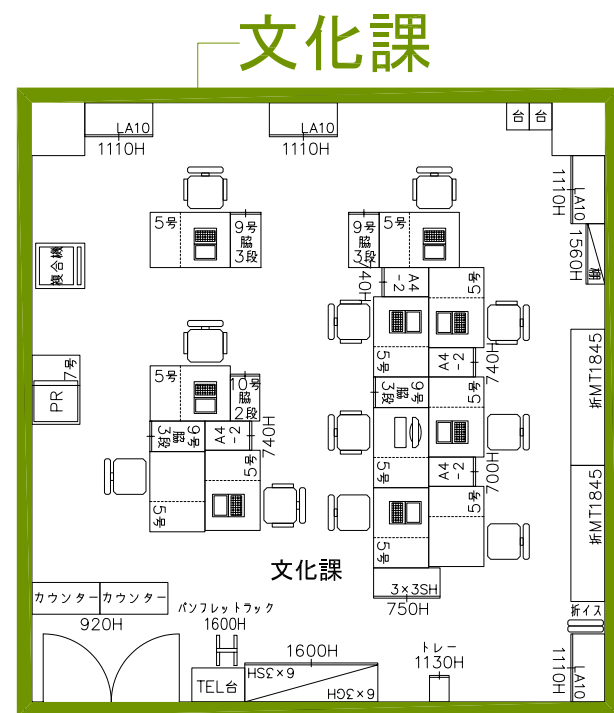 文化課
LA10
1110H
LA10
1110H
台
台
LA10
1110H
5号
9号
脇
3段
9号
脇
3段
5号
複合機
1560H
740H
A4
-2
5号
5号
A4
-2
740H
7号
PR
5号
10号
脇
2段
9号
脇
3段
5号
折MT1845
9号
脇
3段
A4
-2
740H
5号
5号
A4
-2
700H
5号
折MT1845
5号
5号
文化課
3×3SH
750H
カウンター
カウンター
920H
パンフレットラック
1600H
折イス
1600H
6×3SH
6×3GH
TEL台
トレー
1130H
LA10
1110H